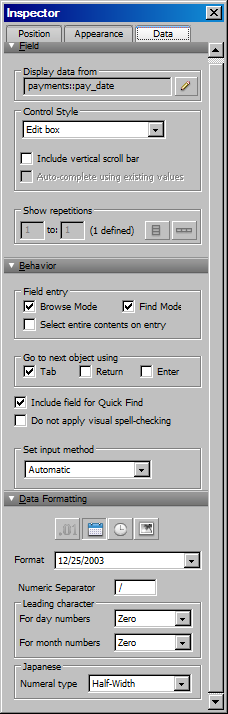 Inspector
Position Appearance Data
Field
Display data from
payments::pay_date
Control Style
Edit box
Include vertical scroll bar
Auto-complete using existing values
Show repetitions
1 to: 1 (1 defined)
Behavior
Field entry
Browse Mode Find Mode
Select entire contents on entry
Go to next object using
Tab Return Enter
Include field for Quick Find
Do not apply visual spell-checking
Set input method
Automatic
Data Formatting
.01
Format 12/25/2003
Numeric Separator /
Leading character
For day numbers Zero
For month numbers Zero
Japanese
Numeral type Half-Width